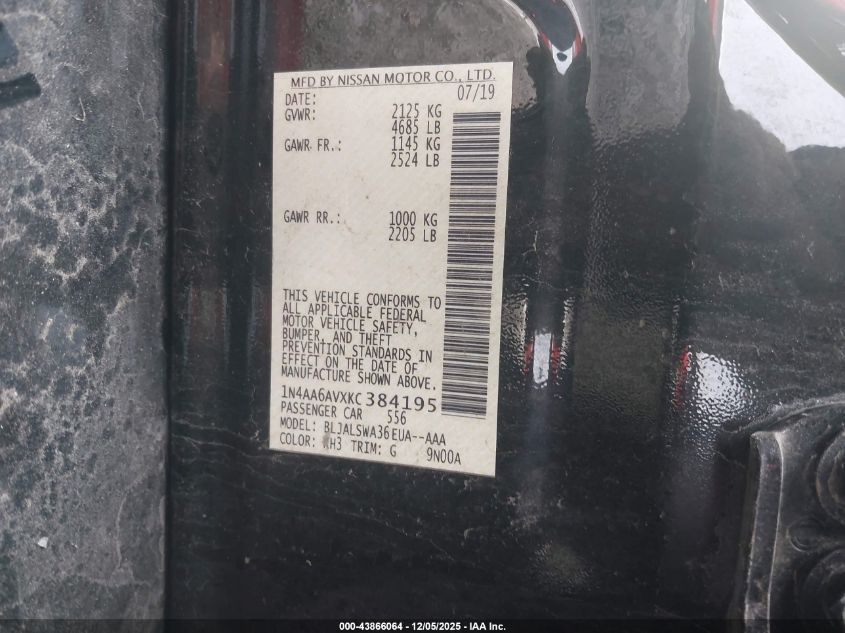 MFD BY NISSAN MOTOR CO., LTD.
DATE: 07/19
GVWR: 2125 KG
4685 LB
GAWR FR.: 1145 KG
2524 LB
GAWR RR.: 1000 KG
2205 LB
THIS VEHICLE CONFORMS TO
ALL APPLICABLE FEDERAL
MOTOR VEHICLE SAFETY,
BUMPER, AND THEFT
PREVENTION STANDARDS IN
EFFECT ON THE DATE OF
MANUFACTURE SHOWN ABOVE.
1N4AA6AVXKC384195
PASSENGER CAR 556
MODEL: BLJALSWA36EUA--AAA
COLOR: KH3 TRIM: G 9N00A
000-43866064 - 12/05/2025 - IAA Inc.